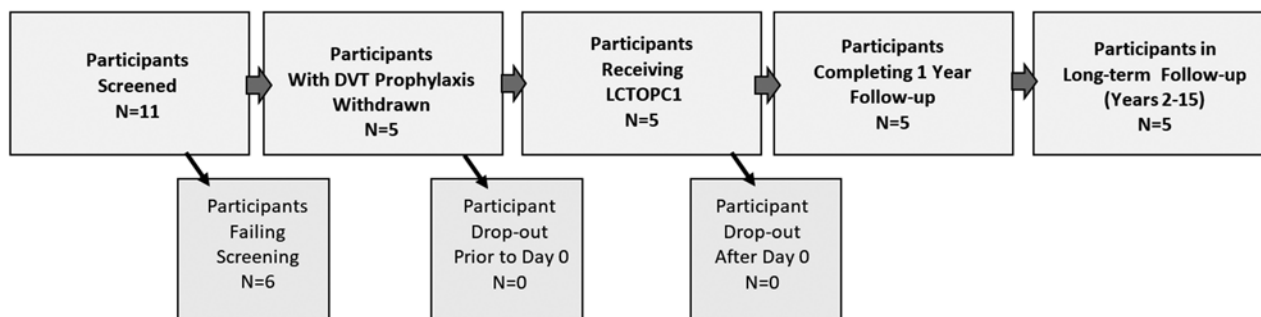 Participants
Screened
N=11
Participants
With DVT Prophylaxis
Withdrawn
N=5
Participants
Receiving
LCTOPC1
N=5
Participants
Completing 1 Year
Follow-up
N=5
Participants in
Long-term Follow-up
(Years 2-15)
N=5
Participants
Failing
Screening
N=6
Participant
Drop-out
Prior to Day 0
N=0
Participant
Drop-out
After Day 0
N=0